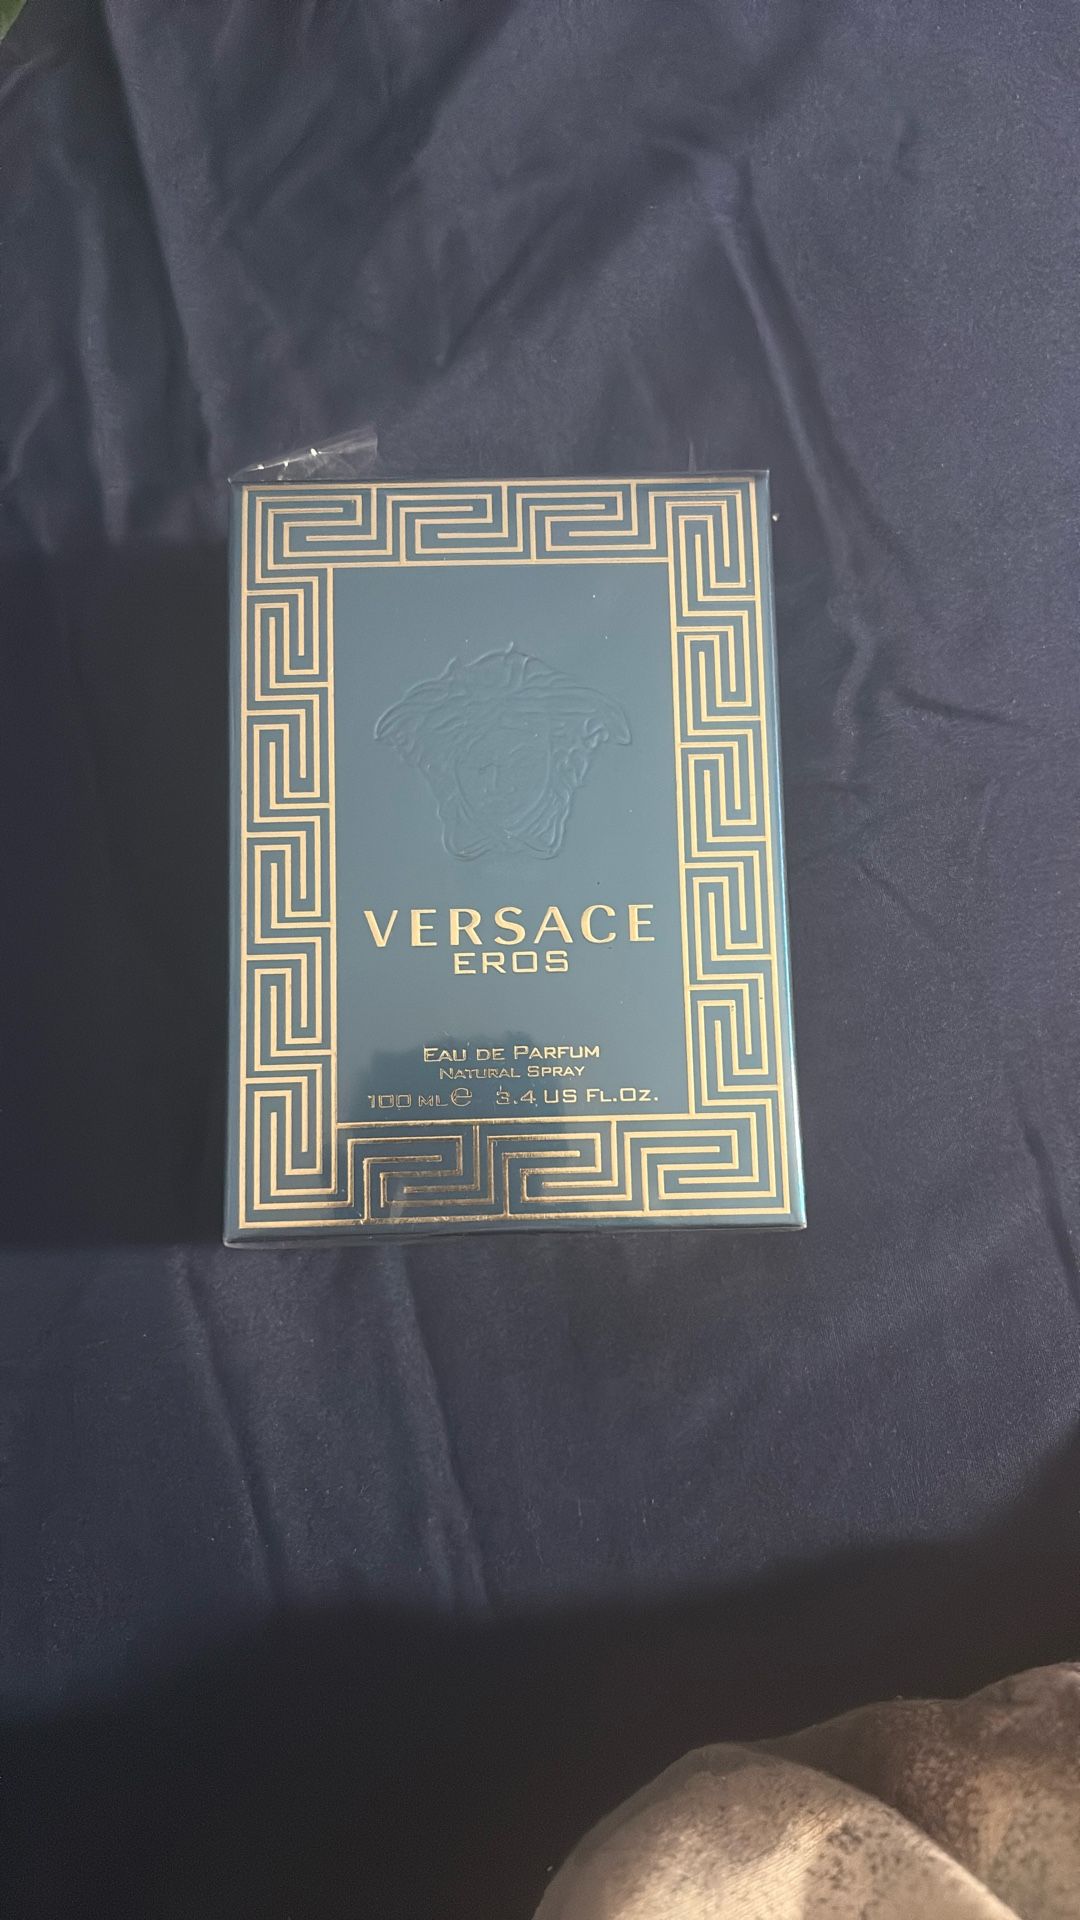 VERSACE
EROS
EAU DE PARFUM
NATURAL SPRAY
100 ML ℮ 3.4 US FL.OZ.